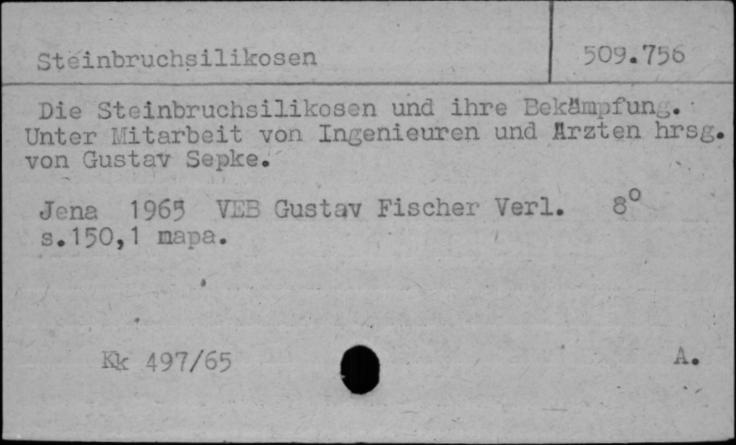 Steinbruchsilikosen 509.756
Die Steinbruchsilikosen und ihre Bekämpfung.
Unter Mitarbeit von Ingenieuren und Ärzten hrsg.
von Gustav Sepke.
Jena 1965 VEB Gustav Fischer Verl. 8°
s.150,1 mapa.
Kk 497/65 A.